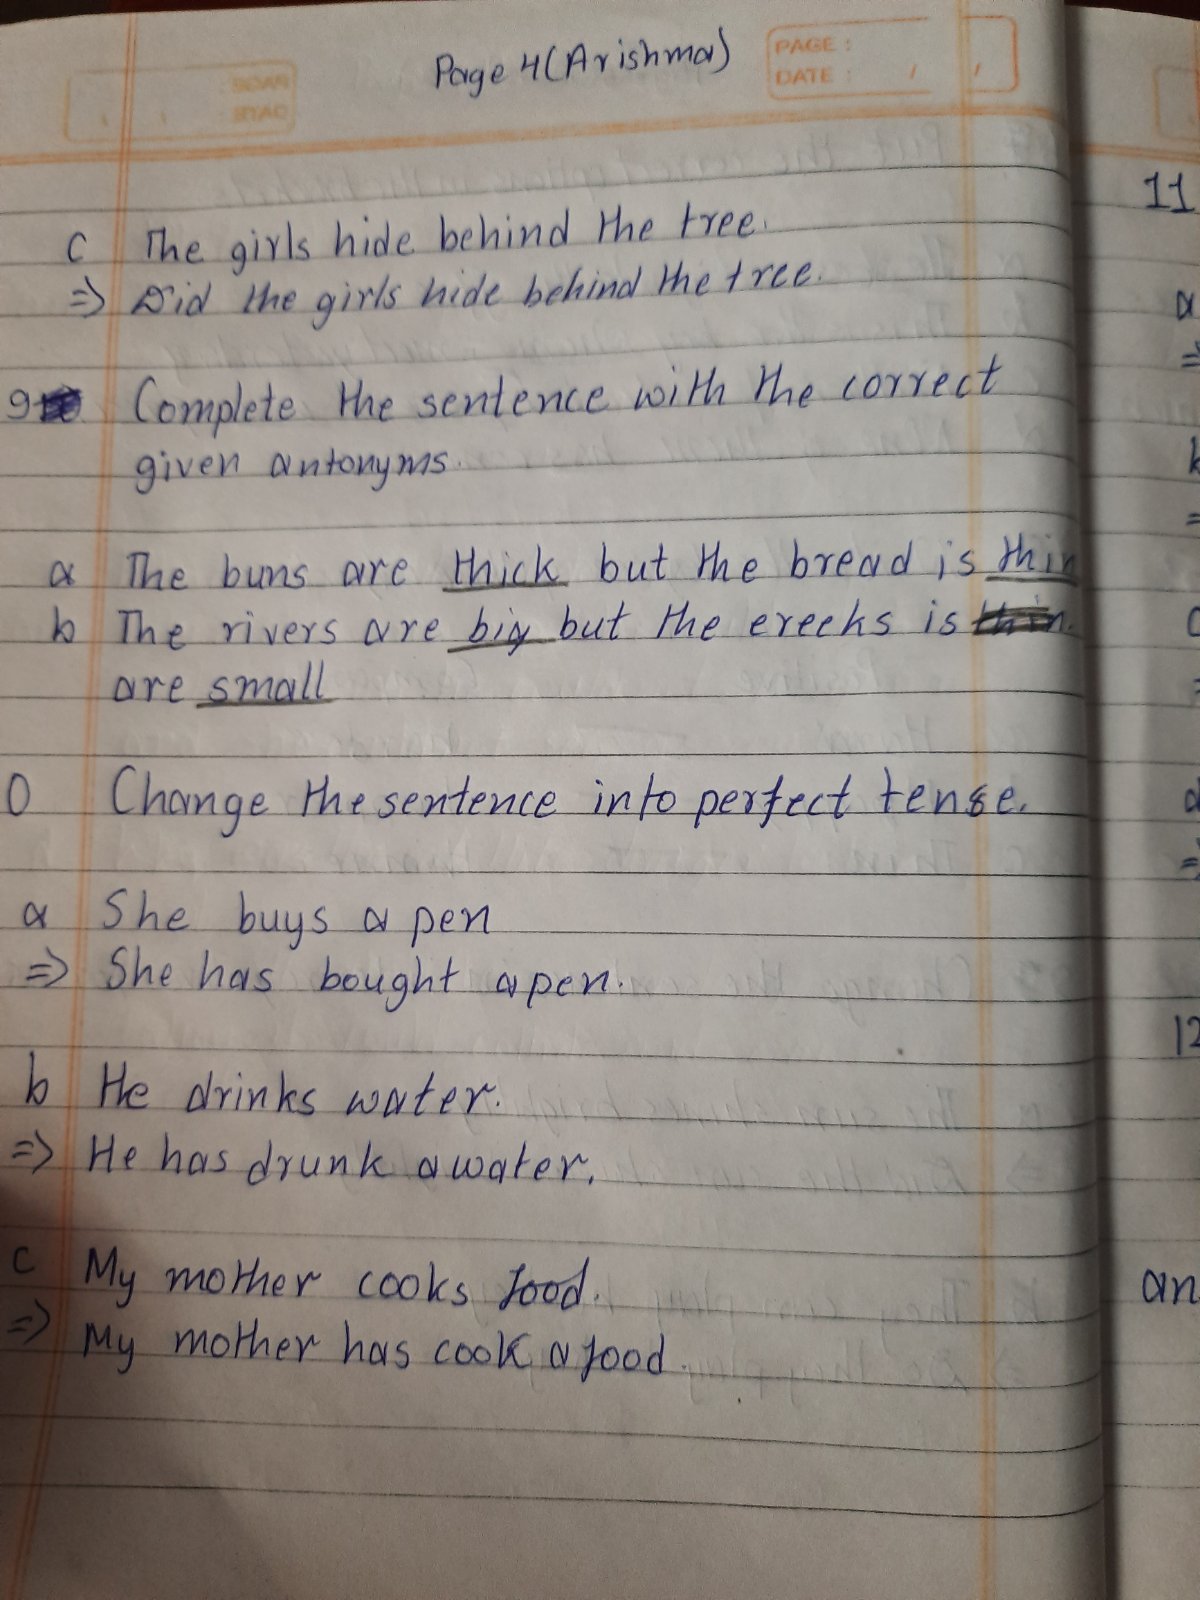 Page 4(Arishma)
PAGE :
DATE : / /
c The girls hide behind the tree.
=> Did the girls hide behind the tree.
9 Complete the sentence with the correct
given antonyms.
a The buns are thick but the bread is thin
b The rivers are big but the ereeks is thin.
are small
0 Change the sentence into perfect tense.
a She buys a pen
=> She has bought a pen.
b He drinks water.
=> He has drunk a water.
c My mother cooks food.
=> My mother has cook a food.
11
a
=>
b
=
c
d
=>
12
an